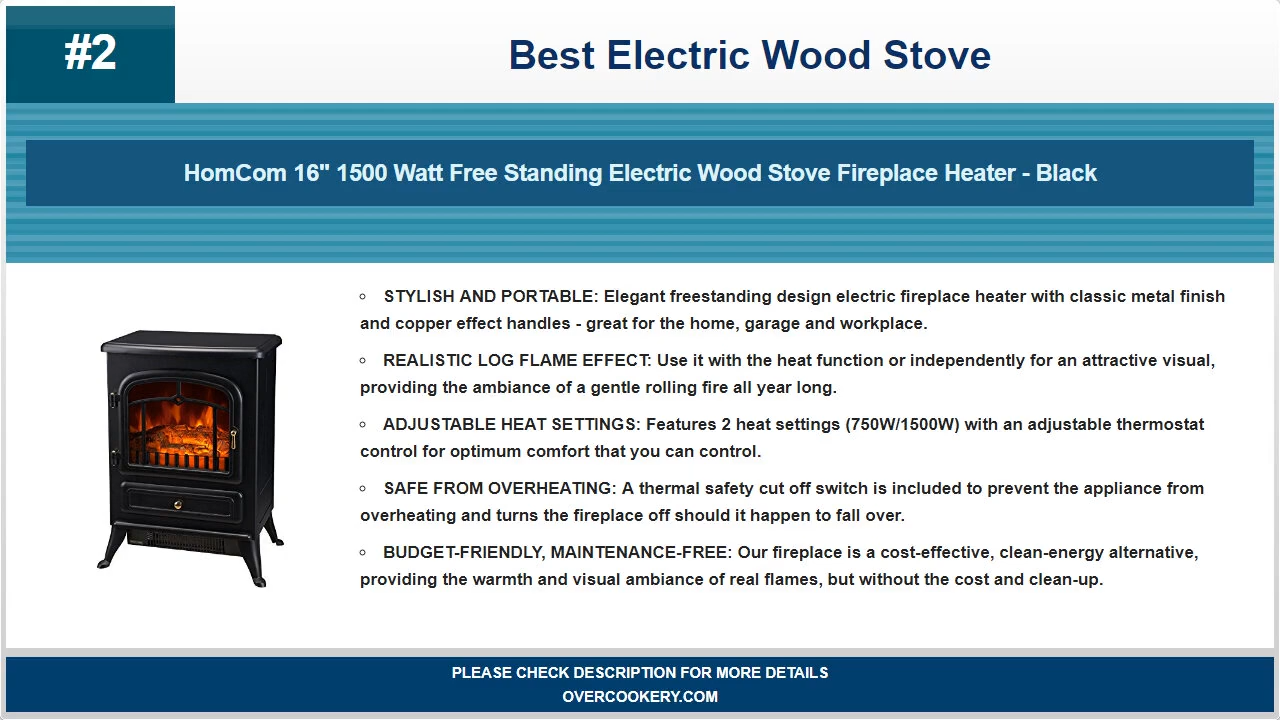 #2
Best Electric Wood Stove
HomCom 16" 1500 Watt Free Standing Electric Wood Stove Fireplace Heater - Black
STYLISH AND PORTABLE: Elegant freestanding design electric fireplace heater with classic metal finish
and copper effect handles - great for the home, garage and workplace.
REALISTIC LOG FLAME EFFECT: Use it with the heat function or independently for an attractive visual,
providing the ambiance of a gentle rolling fire all year long.
ADJUSTABLE HEAT SETTINGS: Features 2 heat settings (750W/1500W) with an adjustable thermostat
control for optimum comfort that you can control.
SAFE FROM OVERHEATING: A thermal safety cut off switch is included to prevent the appliance from
overheating and turns the fireplace off should it happen to fall over.
BUDGET-FRIENDLY, MAINTENANCE-FREE: Our fireplace is a cost-effective, clean-energy alternative,
providing the warmth and visual ambiance of real flames, but without the cost and clean-up.
PLEASE CHECK DESCRIPTION FOR MORE DETAILS
OVERCOOKERY.COM